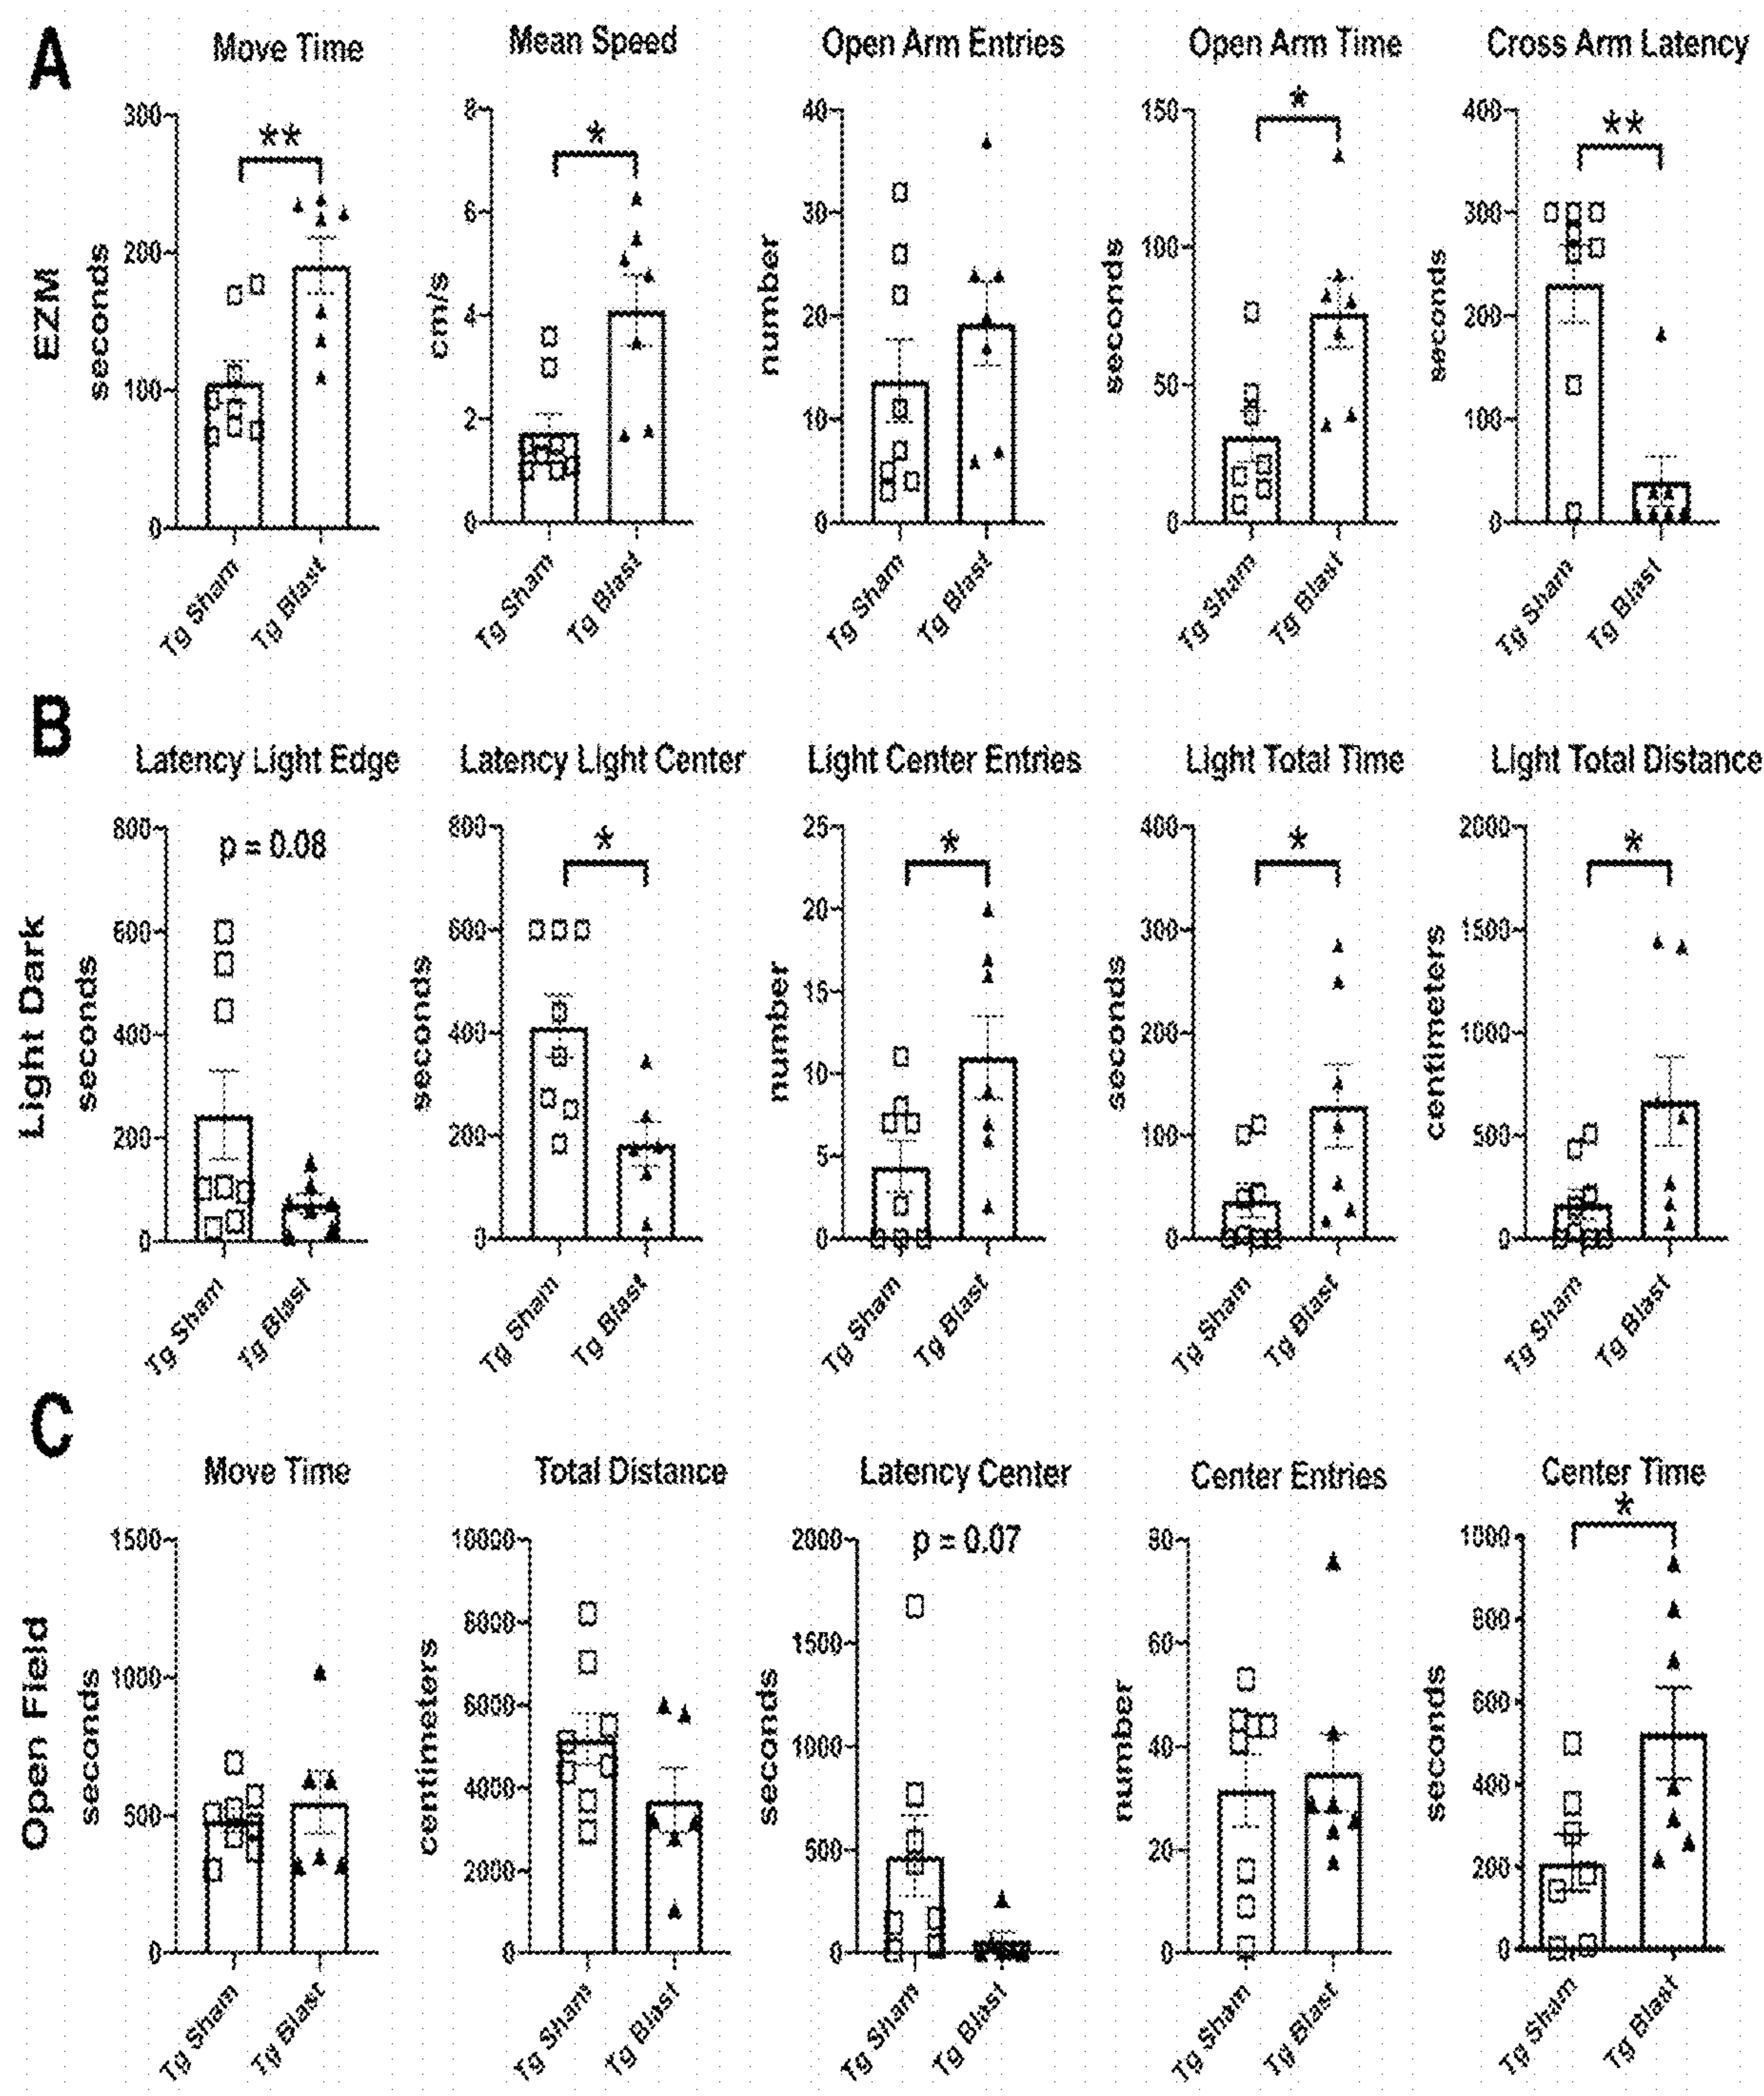 A
Move Time
Mean Speed
Open Arm Entries
Open Arm Time
Cross Arm Latency
EZM
seconds
300
200
100
0
**
Tg Sham
Tg Blast
cm/s
8
6
4
2
0
*
Tg Sham
Tg Blast
number
40
30
20
10
0
Tg Sham
Tg Blast
seconds
150
100
50
0
*
Tg Sham
Tg Blast
seconds
400
300
200
100
0
**
Tg Sham
Tg Blast
B
Latency Light Edge
Latency Light Center
Light Center Entries
Light Total Time
Light Total Distance
Light Dark
seconds
800
600
400
200
0
p = 0.08
Tg Sham
Tg Blast
seconds
800
600
400
200
0
*
Tg Sham
Tg Blast
number
25
20
15
10
5
0
*
Tg Sham
Tg Blast
seconds
400
300
200
100
0
*
Tg Sham
Tg Blast
centimeters
2000
1500
1000
500
0
*
Tg Sham
Tg Blast
C
Move Time
Total Distance
Latency Center
Center Entries
Center Time
Open Field
seconds
1500
1000
500
0
Tg Sham
Tg Blast
centimeters
10000
8000
6000
4000
2000
0
Tg Sham
Tg Blast
seconds
2000
1500
1000
500
0
p = 0.07
Tg Sham
Tg Blast
number
80
60
40
20
0
Tg Sham
Tg Blast
seconds
1000
800
600
400
200
0
*
Tg Sham
Tg Blast